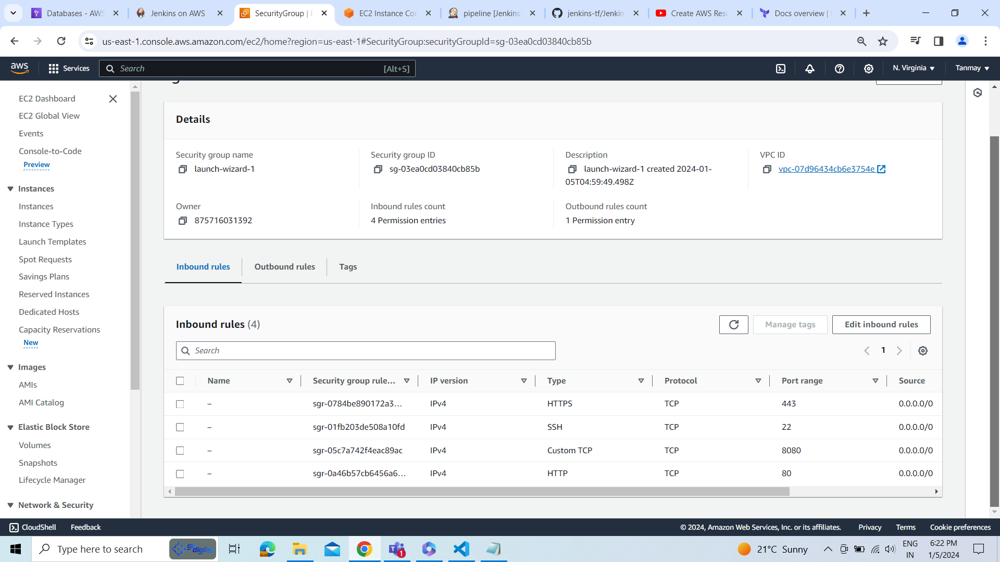 Databases - AWS
Jenkins on AWS
SecurityGroup | E
EC2 Instance Con
pipeline [Jenkins]
jenkins-tf/Jenkins
Create AWS Reso
Docs overview |
us-east-1.console.aws.amazon.com/ec2/home?region=us-east-1#SecurityGroup:securityGroupId=sg-03ea0cd03840cb85b
aws
Services
Search
[Alt+S]
N. Virginia
Tanmay
EC2 Dashboard
EC2 Global View
Events
Console-to-Code
Preview
Instances
Instances
Instance Types
Launch Templates
Spot Requests
Savings Plans
Reserved Instances
Dedicated Hosts
Capacity Reservations
New
Images
AMIs
AMI Catalog
Elastic Block Store
Volumes
Snapshots
Lifecycle Manager
Network & Security
Details
Security group name
launch-wizard-1
Security group ID
sg-03ea0cd03840cb85b
Description
launch-wizard-1 created 2024-01-
05T04:59:49.498Z
VPC ID
vpc-07d96434cb6e3754e
Owner
875716031392
Inbound rules count
4 Permission entries
Outbound rules count
1 Permission entry
Inbound rules
Outbound rules
Tags
Inbound rules (4)
Manage tags
Edit inbound rules
Search
1
Name Security group rule... IP version Type Protocol Port range Source
– sgr-0784be890172a3... IPv4 HTTPS TCP 443 0.0.0.0/0
– sgr-01fb203de508a10fd IPv4 SSH TCP 22 0.0.0.0/0
– sgr-05c7a742f4eac89ac IPv4 Custom TCP TCP 8080 0.0.0.0/0
– sgr-0a46b57cb6456a6... IPv4 HTTP TCP 80 0.0.0.0/0
CloudShell
Feedback
© 2024, Amazon Web Services, Inc. or its affiliates.
Privacy
Terms
Cookie preferences
Type here to search
go digital
1
21°C Sunny
ENG
IN
6:22 PM
1/5/2024